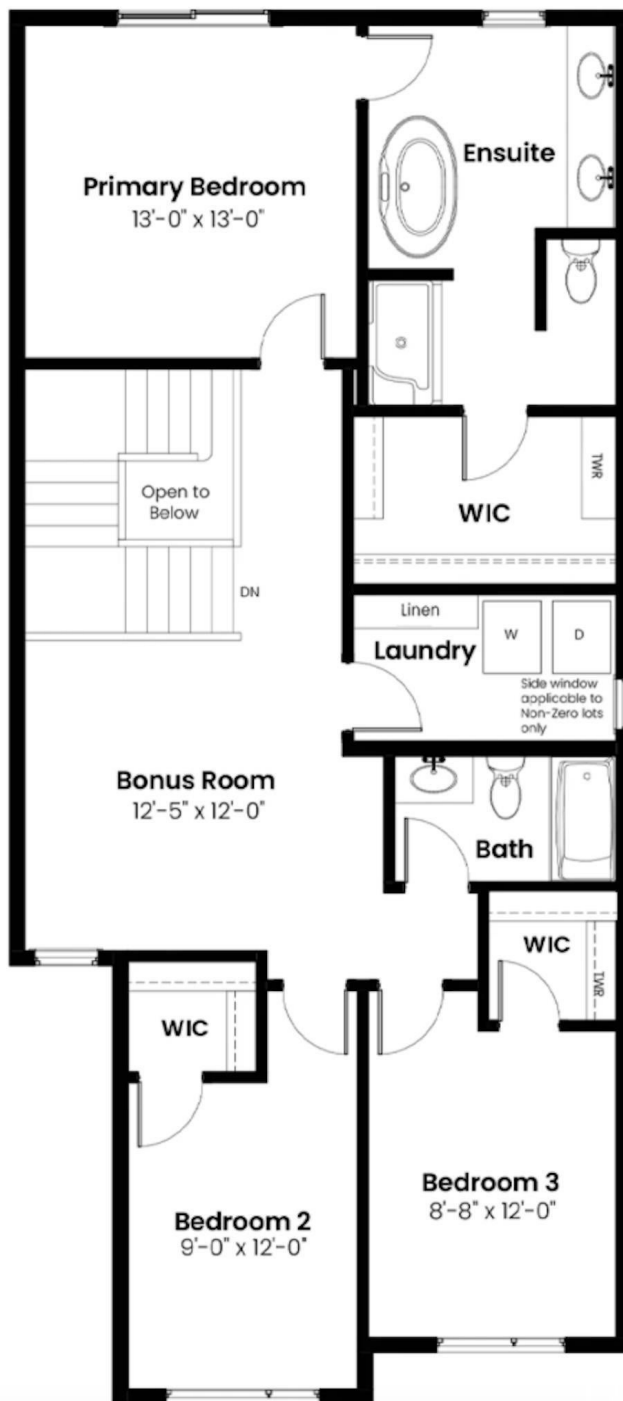 Primary Bedroom
13'-0" x 13'-0"
Ensuite
Open to
Below
DN
WIC
TWR
Linen
Laundry
W
D
Side window
applicable to
Non-Zero lots
only
Bonus Room
12'-5" x 12'-0"
Bath
WIC
TWR
WIC
Bedroom 3
8'-8" x 12'-0"
Bedroom 2
9'-0" x 12'-0"